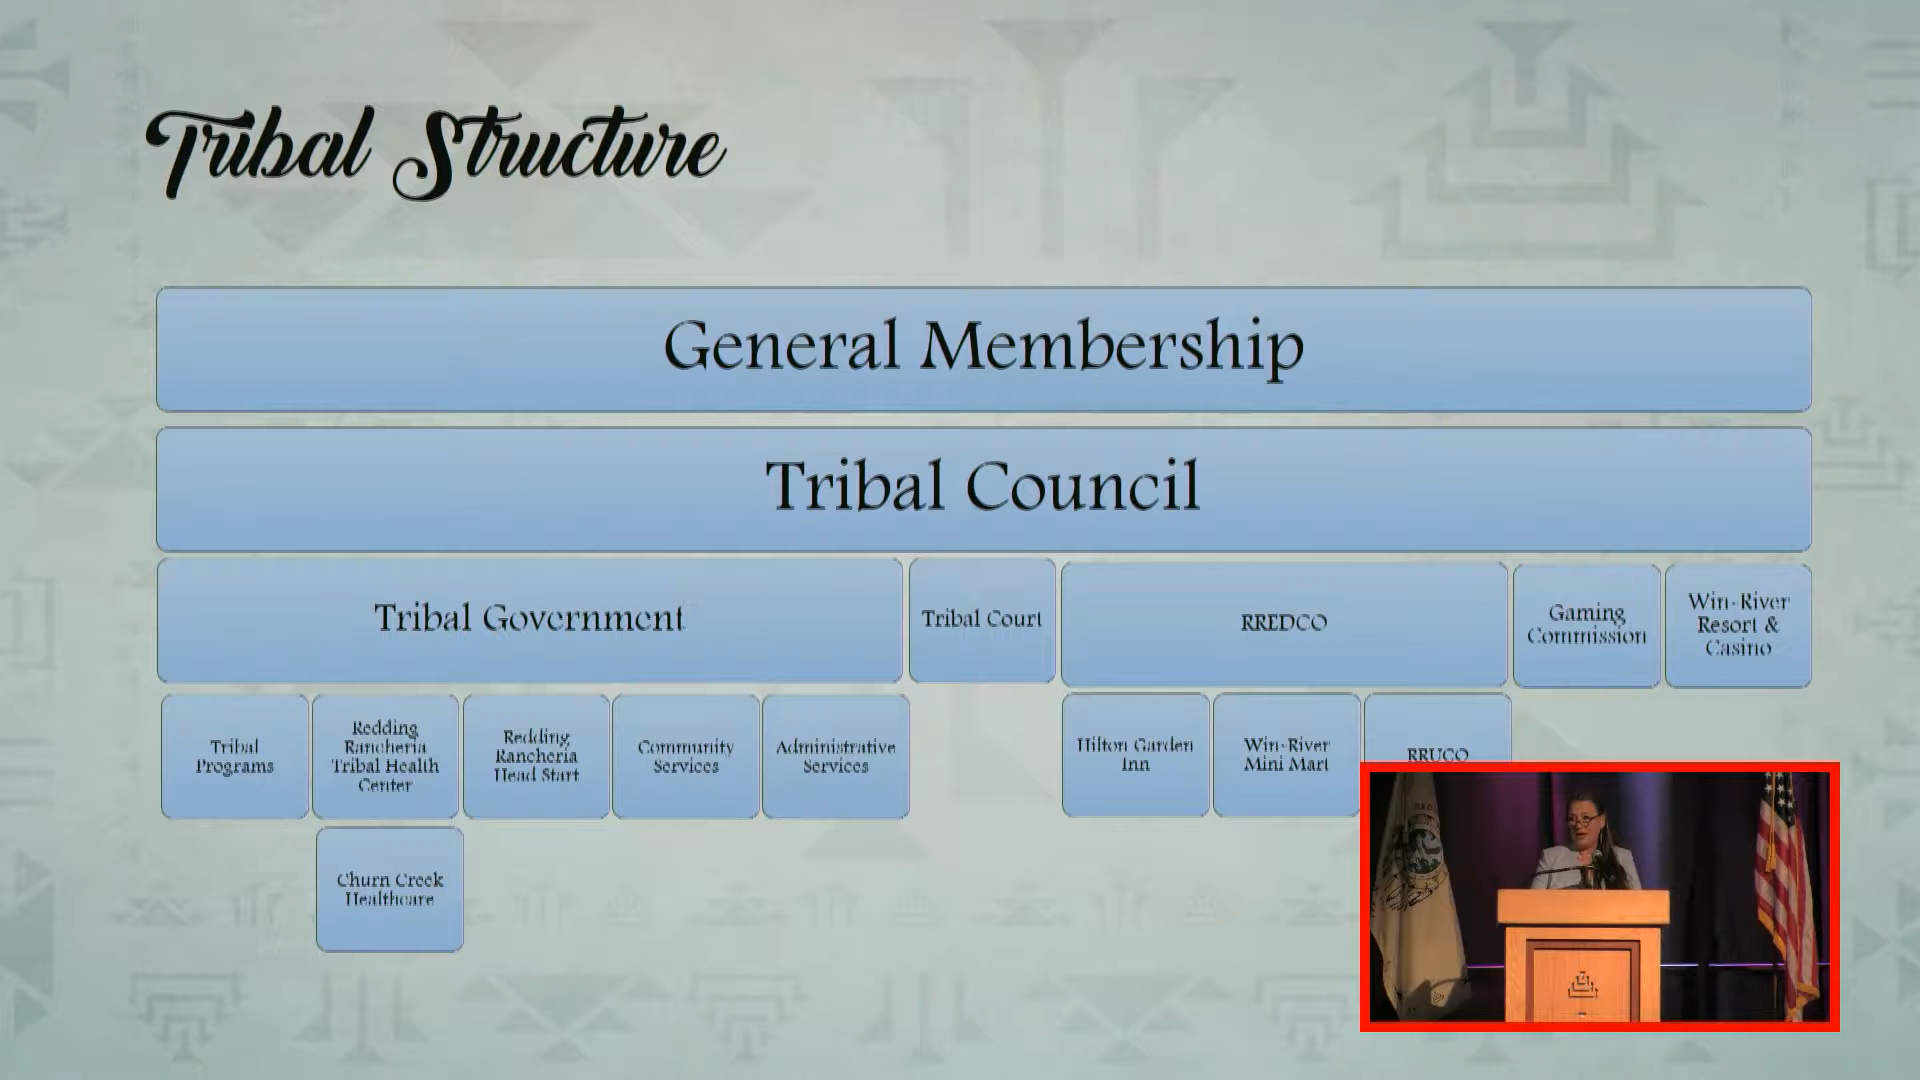 Tribal Structure
General Membership
Tribal Council
Tribal Government
Tribal Court
RREDCO
Gaming
Commission
Win-River
Resort &
Casino
Tribal
Programs
Redding
Rancheria
Tribal Health
Center
Redding
Rancheria
Head Start
Community
Services
Administrative
Services
Hilton Garden
Inn
Win-River
Mini Mart
RRUCO
Churn Creek
Healthcare